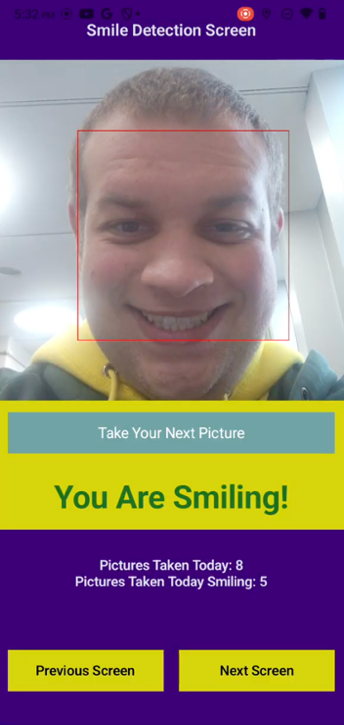 5:32 PM
Smile Detection Screen
Take Your Next Picture
You Are Smiling!
Pictures Taken Today: 8
Pictures Taken Today Smiling: 5
Previous Screen
Next Screen